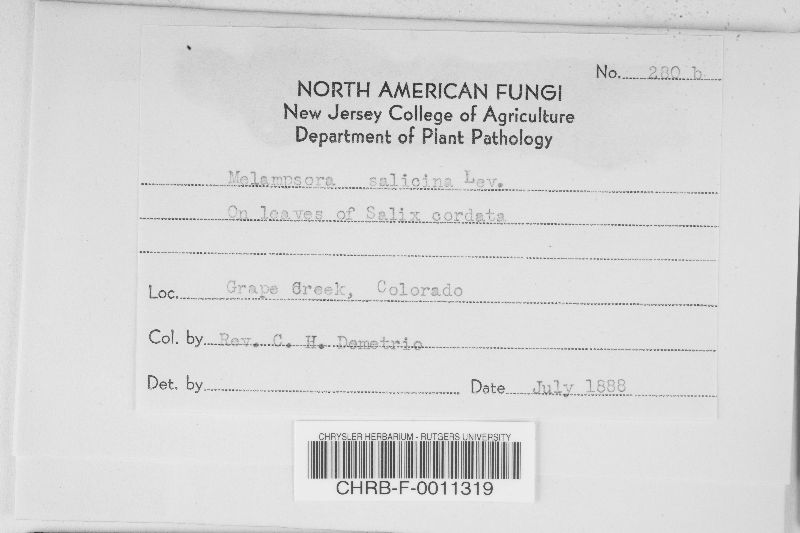 No. 280 b
NORTH AMERICAN FUNGI
New Jersey College of Agriculture
Department of Plant Pathology
Melampsora salicina Lev.
On leaves of Salix cordata
Loc. Grape Creek, Colorado
Col. by Rev. C. H. Demetrio
Det. by Date July 1888
CHRYSLER HERBARIUM - RUTGERS UNIVERSITY
CHRB-F-0011319